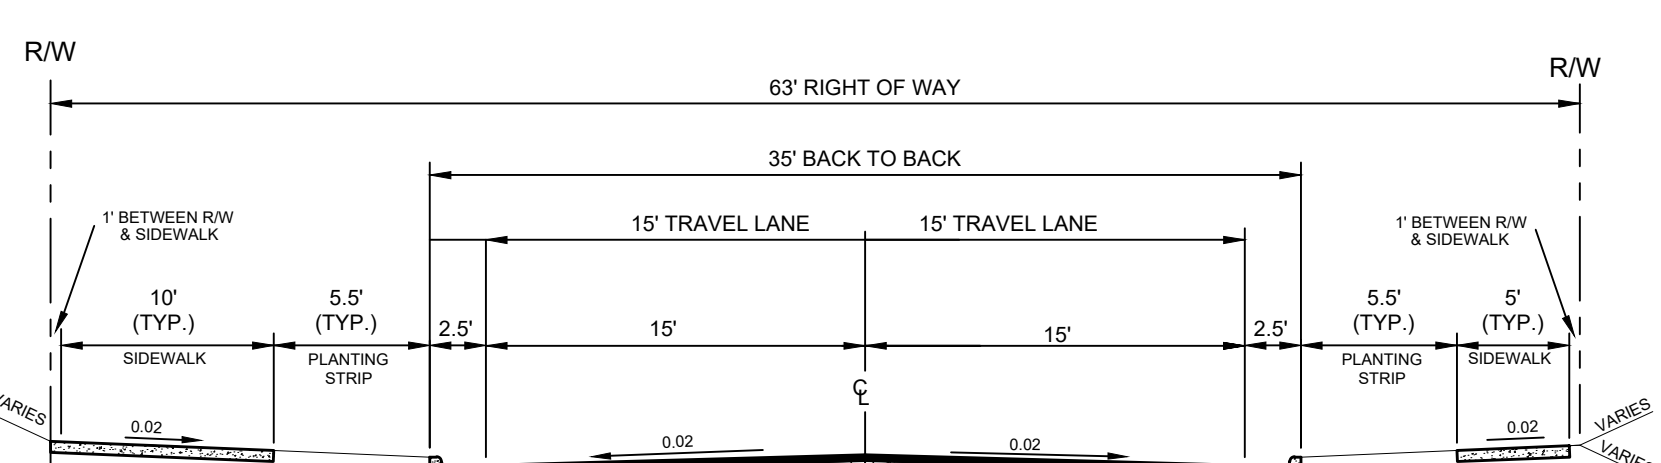 R/W
R/W
63' RIGHT OF WAY
35' BACK TO BACK
1' BETWEEN R/W
& SIDEWALK
15' TRAVEL LANE
15' TRAVEL LANE
1' BETWEEN R/W
& SIDEWALK
10'
(TYP.)
SIDEWALK
5.5'
(TYP.)
PLANTING
STRIP
2.5'
15'
15'
2.5'
5.5'
(TYP.)
PLANTING
STRIP
5'
(TYP.)
SIDEWALK
℄
VARIES
0.02
0.02
0.02
0.02
VARIES
VARIES